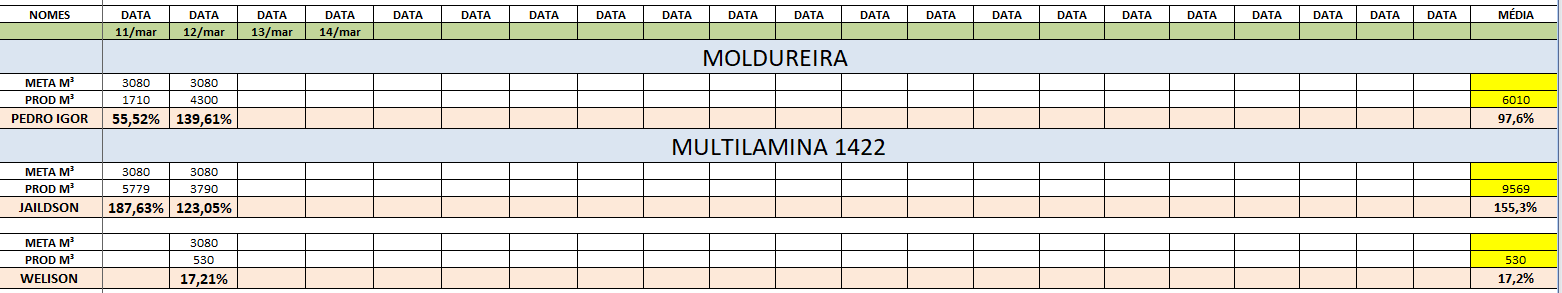 NOMES DATA DATA DATA DATA DATA DATA DATA DATA DATA DATA DATA DATA DATA DATA DATA DATA DATA DATA DATA DATA DATA MÉDIA
11/mar 12/mar 13/mar 14/mar
MOLDUREIRA
META M³ 3080 3080
PROD M³ 1710 4300 6010
PEDRO IGOR 55,52% 139,61% 97,6%
MULTILAMINA 1422
META M³ 3080 3080
PROD M³ 5779 3790 9569
JAILDSON 187,63% 123,05% 155,3%
META M³ 3080
PROD M³ 530 530
WELISON 17,21% 17,2%